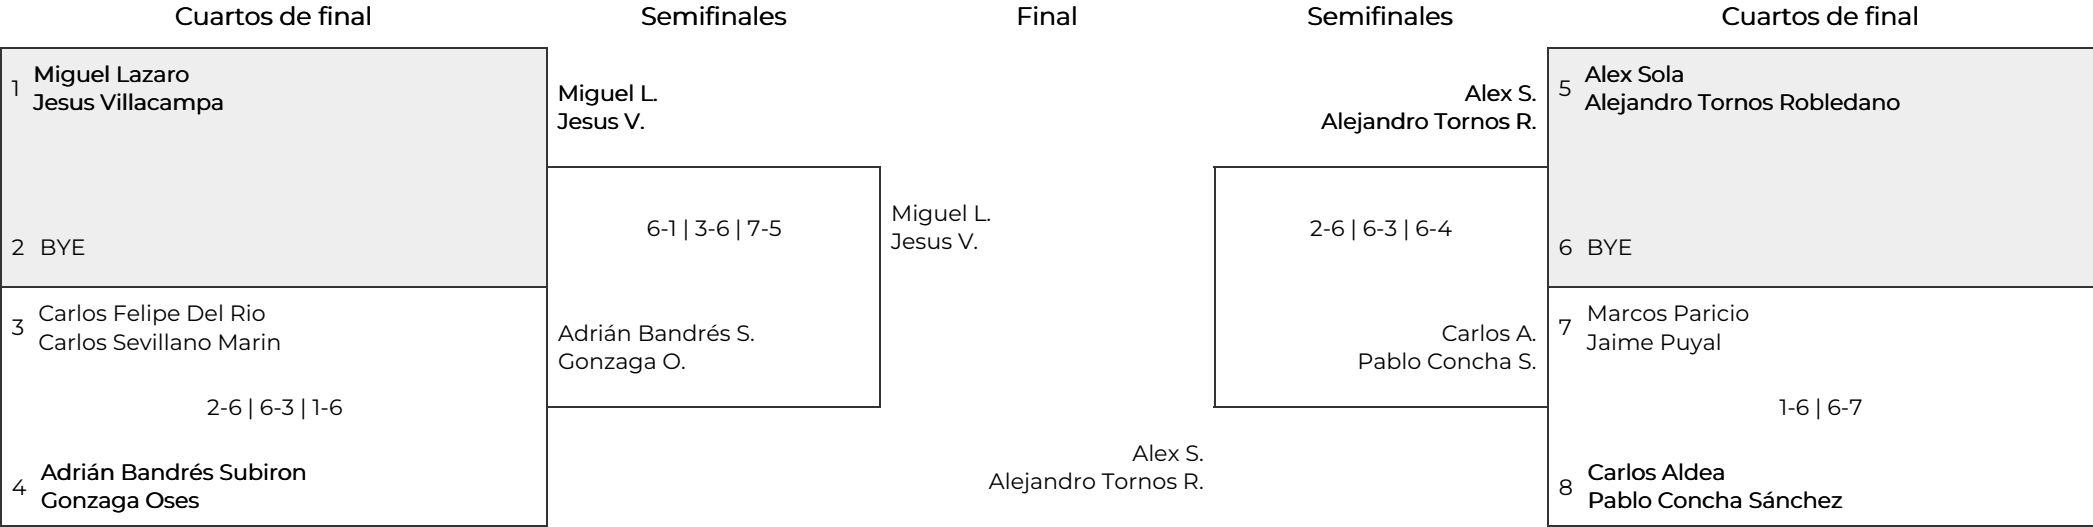 Cuartos de final
Semifinales
Final
Semifinales
Cuartos de final
1
Miguel Lazaro
Jesus Villacampa
2 BYE
3
Carlos Felipe Del Rio
Carlos Sevillano Marin
2-6 | 6-3 | 1-6
4
Adrián Bandrés Subiron
Gonzaga Oses
Miguel L.
Jesus V.
6-1 | 3-6 | 7-5
Adrián Bandrés S.
Gonzaga O.
Miguel L.
Jesus V.
Alex S.
Alejandro Tornos R.
Alex S.
Alejandro Tornos R.
2-6 | 6-3 | 6-4
Carlos A.
Pablo Concha S.
5
Alex Sola
Alejandro Tornos Robledano
6 BYE
7
Marcos Paricio
Jaime Puyal
1-6 | 6-7
8
Carlos Aldea
Pablo Concha Sánchez